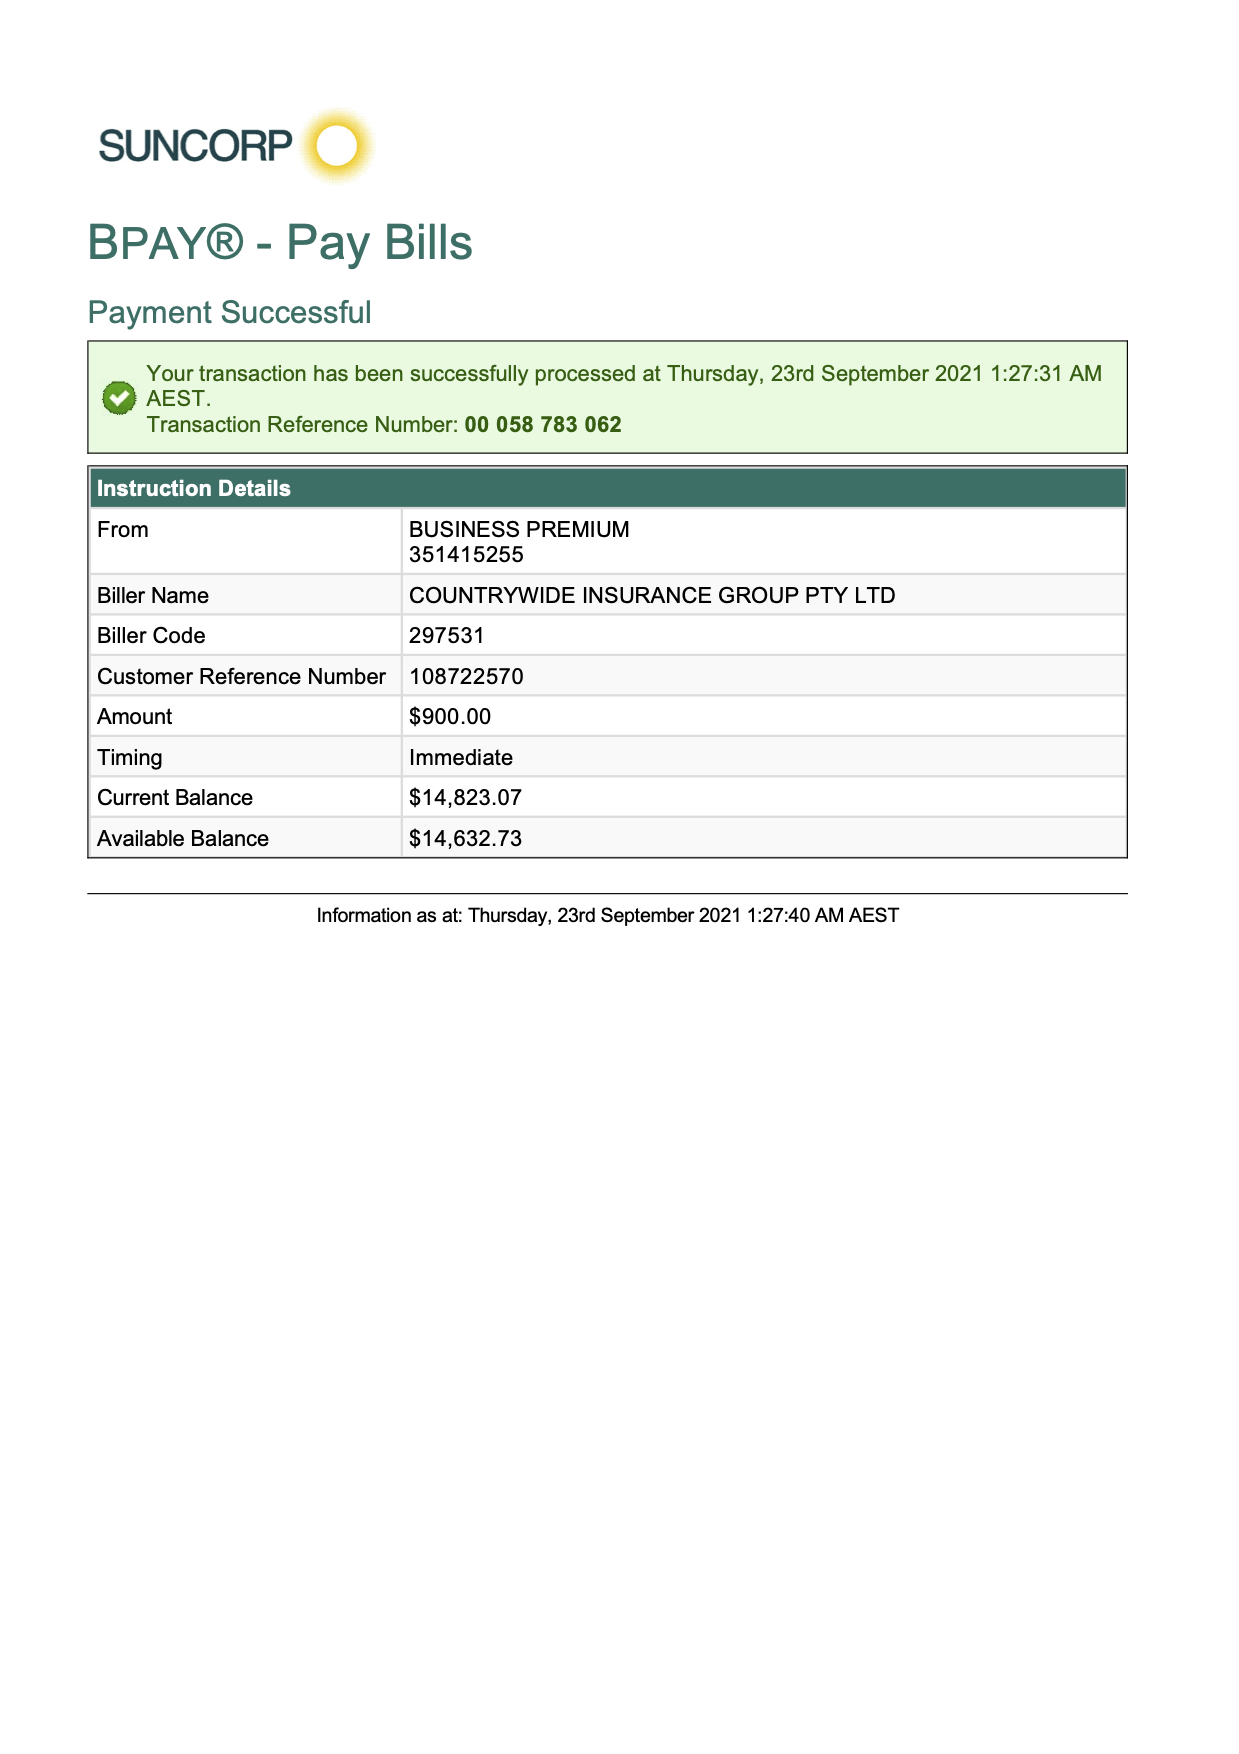 SUNCORP
BPAY® - Pay Bills
Payment Successful
Your transaction has been successfully processed at Thursday, 23rd September 2021 1:27:31 AM
AEST.
Transaction Reference Number: 00 058 783 062
Instruction Details
From BUSINESS PREMIUM
351415255
Biller Name COUNTRYWIDE INSURANCE GROUP PTY LTD
Biller Code 297531
Customer Reference Number 108722570
Amount $900.00
Timing Immediate
Current Balance $14,823.07
Available Balance $14,632.73
Information as at: Thursday, 23rd September 2021 1:27:40 AM AEST